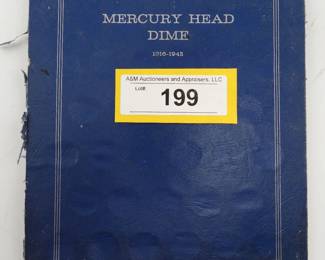 MERCURY HEAD
DIME
1916-1945
A&M Auctioneers and Appraisers, LLC
Lot#:
199